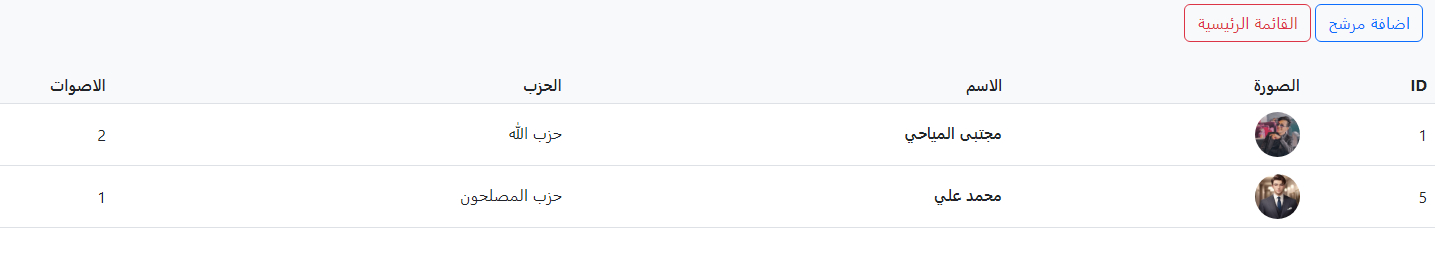 اضافة مرشح القائمة الرئيسية
ID الصورة الاسم الحزب الاصوات
1 مجتبى المياحي حزب الله 2
5 محمد علي حزب المصلحون 1